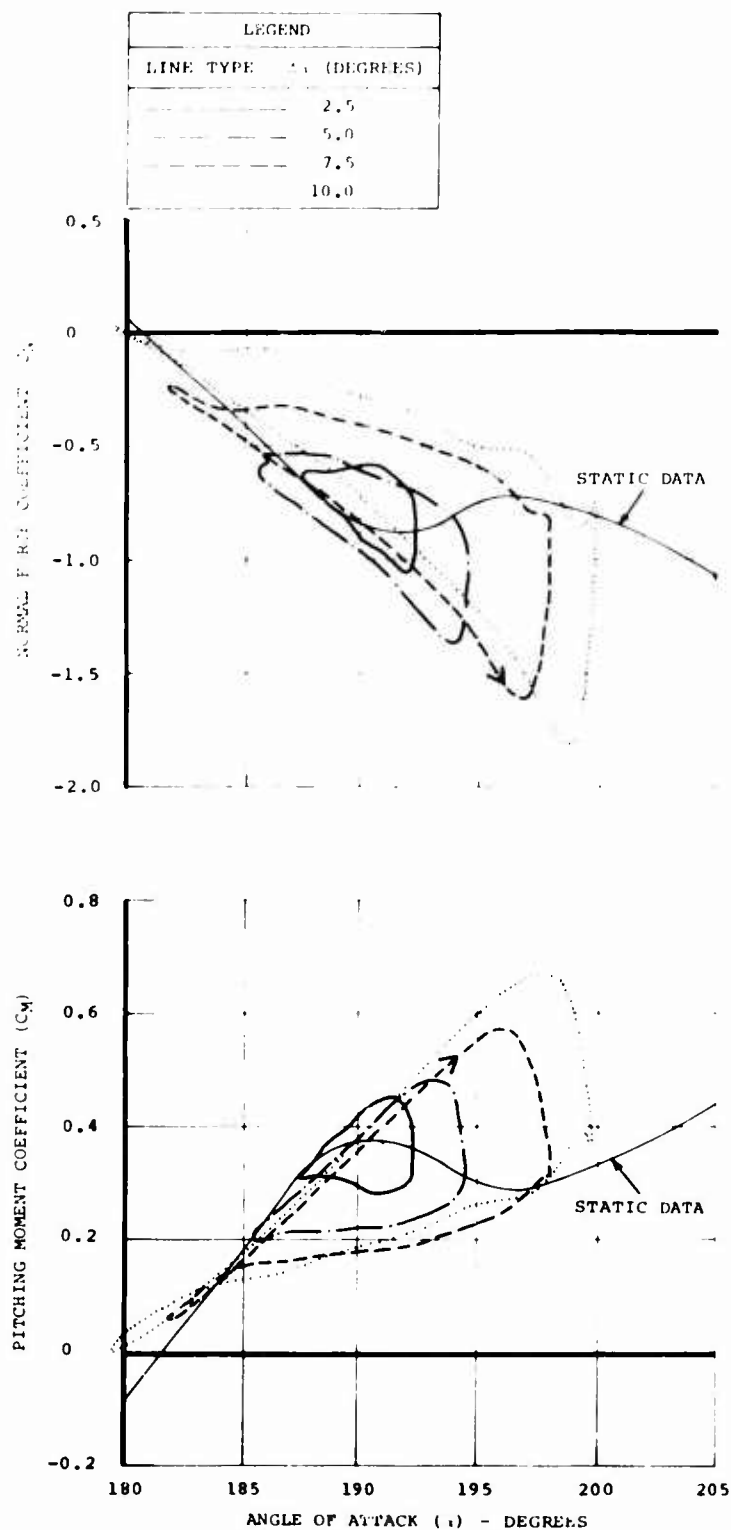 LEGEND
LINE TYPE (DEGREES)
2.5
5.0
7.5
10.0
0.5
0
-0.5
-1.0
-1.5
-2.0
COEFFICIENT
STATIC DATA
0.8
0.6
0.4
0.2
0
-0.2
PITCHING MOMENT COEFFICIENT (CM)
STATIC DATA
180 185 190 195 200 205
ANGLE OF ATTACK ( ) - DEGREES